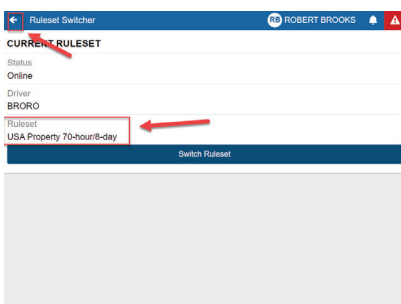 Ruleset Switcher
RB ROBERT BROOKS
CURRENT RULESET
Status
Online
Driver
BRORO
Ruleset
USA Property 70-hour/8-day
Switch Ruleset